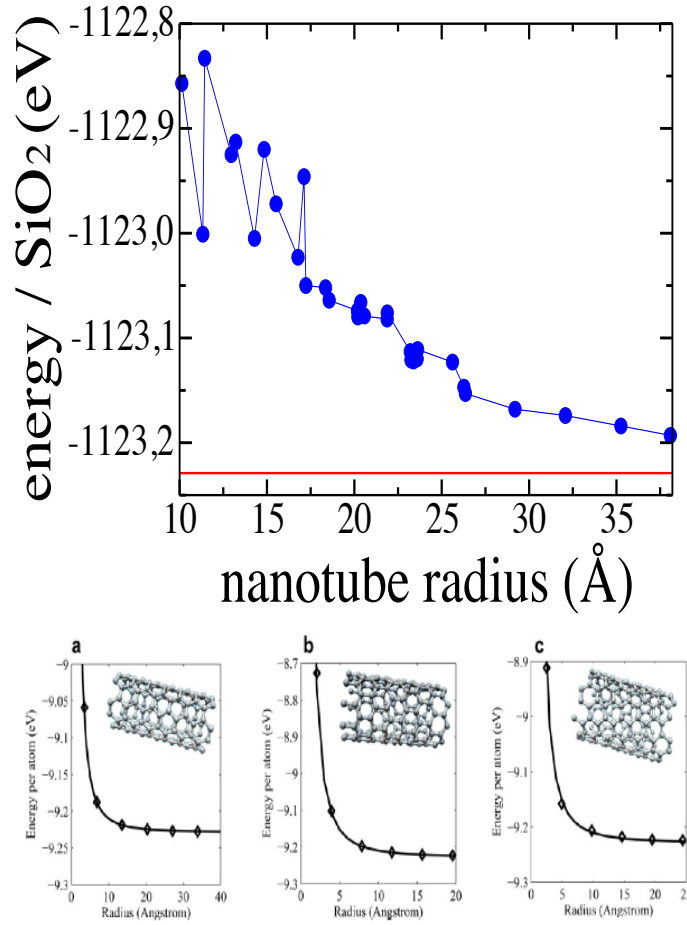 energy / SiO2 (eV)
-1122,8
-1122,9
-1123,0
-1123,1
-1123,2
10 15 20 25 30 35
nanotube radius (Å)
a
Energy per atom (eV)
−9
−9.05
−9.1
−9.15
−9.2
−9.25
−9.3
0 10 20 30 40
Radius (Angstrom)
b
Energy per atom (eV)
−8.7
−8.8
−8.9
−9
−9.1
−9.2
−9.3
0 5 10 15 20
Radius (Angstrom)
c
Energy per atom (eV)
−8.9
−9
−9.1
−9.2
−9.3
0 5 10 15 20 25
Radius (Angstrom)